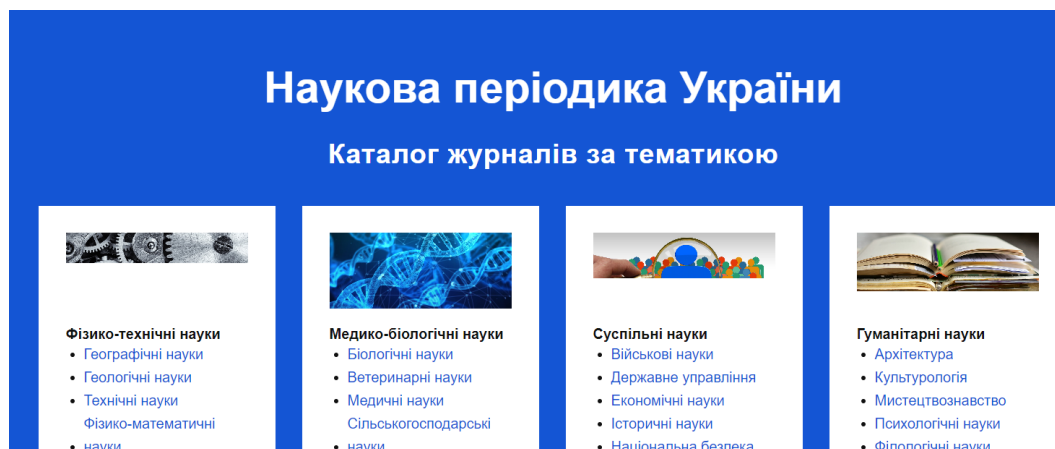 Наукова періодика України
Каталог журналів за тематикою
Фізико-технічні науки
Географічні науки
Геологічні науки
Технічні науки
Фізико-математичні
науки
Медико-біологічні науки
Біологічні науки
Ветеринарні науки
Медичні науки
Сільськогосподарські
науки
Суспільні науки
Військові науки
Державне управління
Економічні науки
Історичні науки
Національна безпека
Гуманітарні науки
Архітектура
Культурологія
Мистецтвознавство
Психологічні науки
Філологічні науки